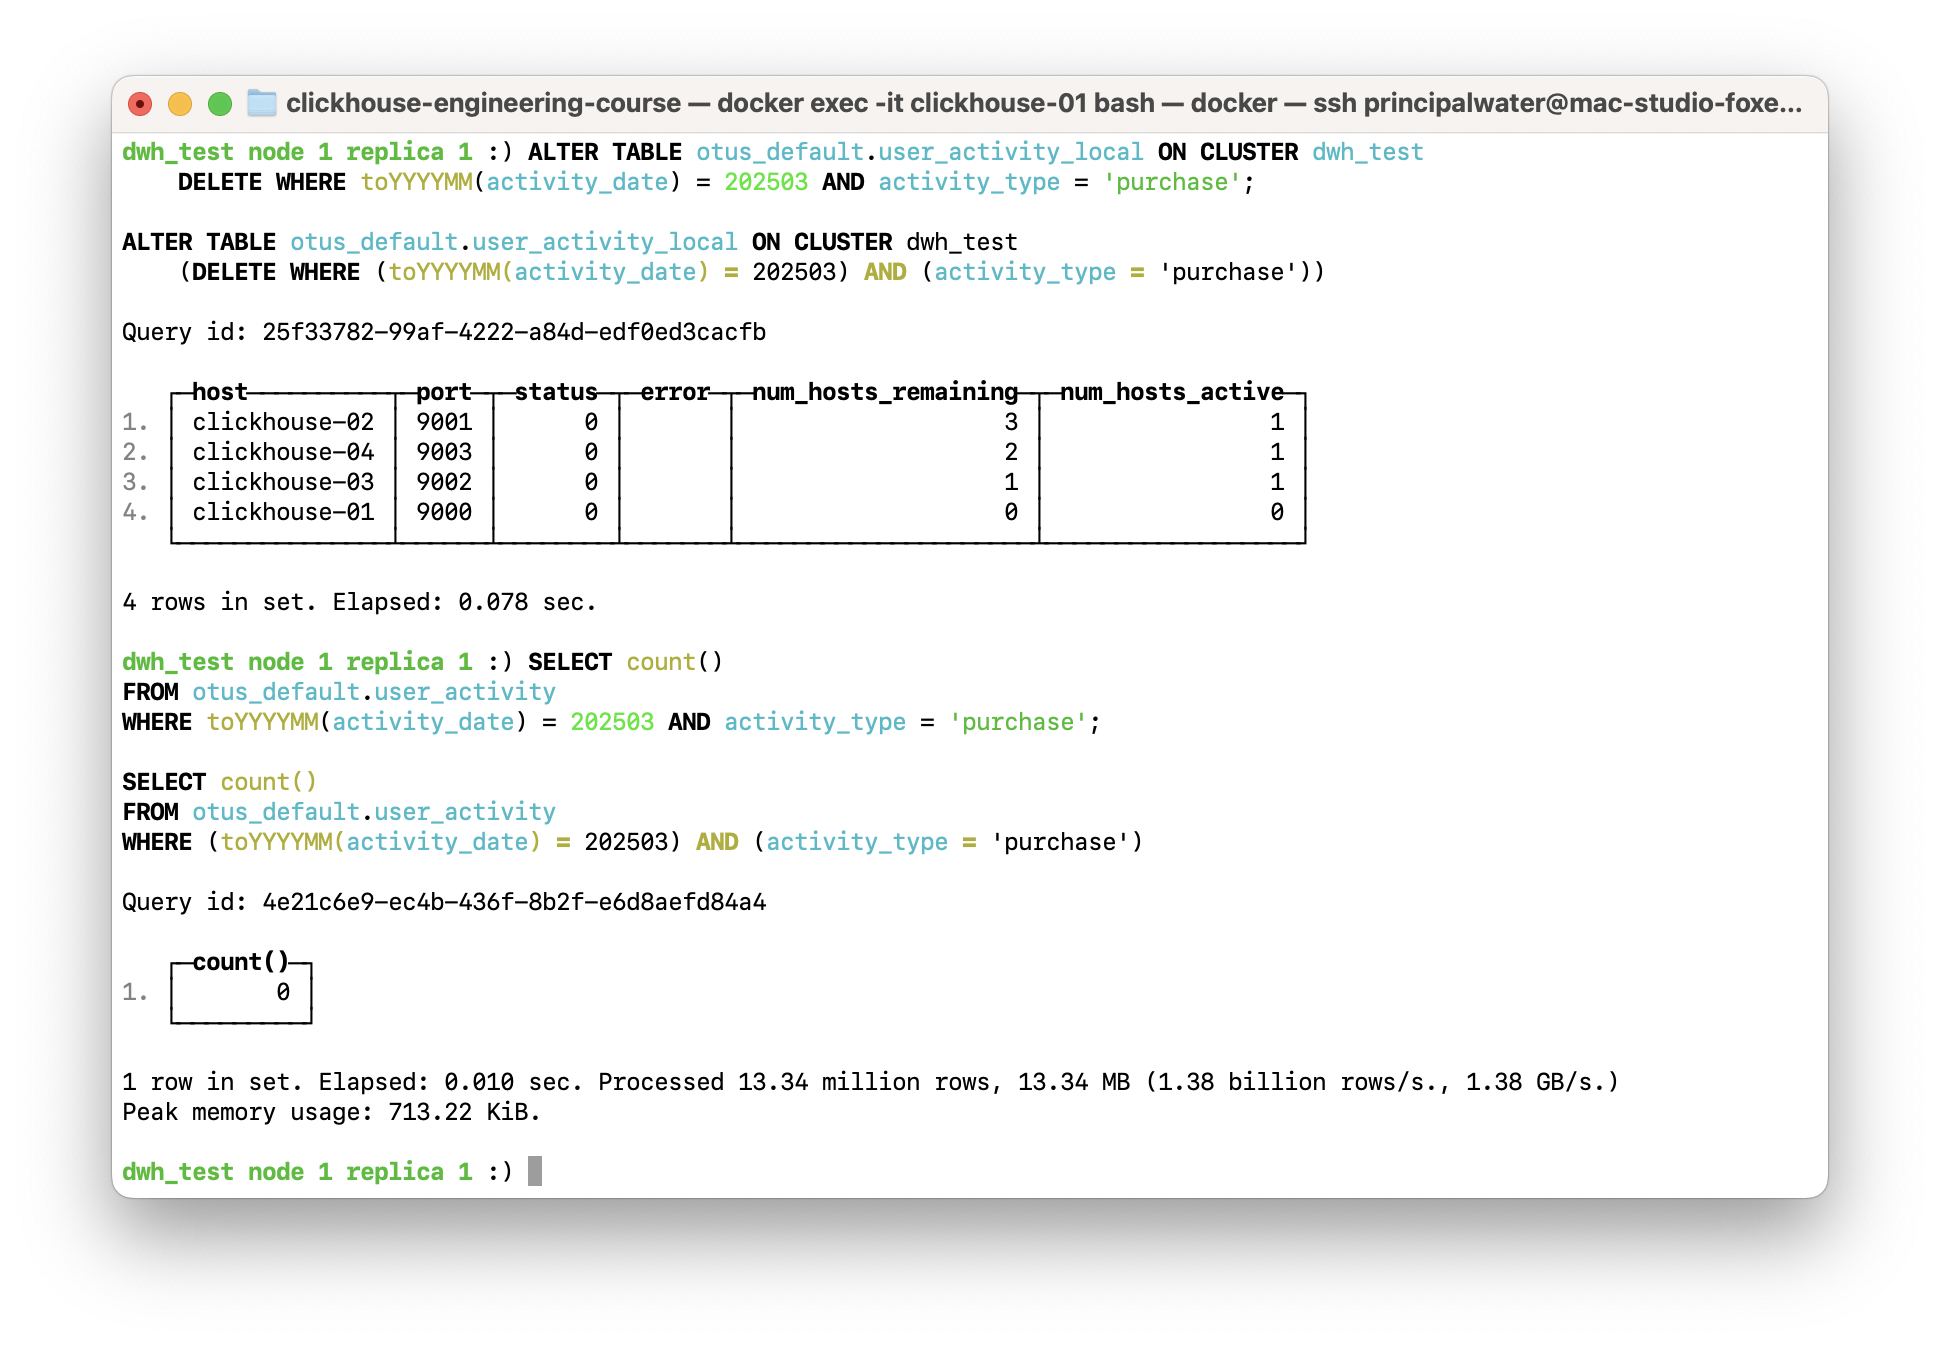 clickhouse-engineering-course — docker exec -it clickhouse-01 bash — docker — ssh principalwater@mac-studio-foxe...
dwh_test node 1 replica 1 :) ALTER TABLE otus_default.user_activity_local ON CLUSTER dwh_test
    DELETE WHERE toYYYYMM(activity_date) = 202503 AND activity_type = 'purchase';

ALTER TABLE otus_default.user_activity_local ON CLUSTER dwh_test
    (DELETE WHERE (toYYYYMM(activity_date) = 202503) AND (activity_type = 'purchase'))

Query id: 25f33782-99af-4222-a84d-edf0ed3cacfb

host port status error num_hosts_remaining num_hosts_active
1. clickhouse-02 9001 0 3 1
2. clickhouse-04 9003 0 2 1
3. clickhouse-03 9002 0 1 1
4. clickhouse-01 9000 0 0 0

4 rows in set. Elapsed: 0.078 sec.

dwh_test node 1 replica 1 :) SELECT count()
FROM otus_default.user_activity
WHERE toYYYYMM(activity_date) = 202503 AND activity_type = 'purchase';

SELECT count()
FROM otus_default.user_activity
WHERE (toYYYYMM(activity_date) = 202503) AND (activity_type = 'purchase')

Query id: 4e21c6e9-ec4b-436f-8b2f-e6d8aefd84a4

count()
1. 0

1 row in set. Elapsed: 0.010 sec. Processed 13.34 million rows, 13.34 MB (1.38 billion rows/s., 1.38 GB/s.)
Peak memory usage: 713.22 KiB.

dwh_test node 1 replica 1 :)